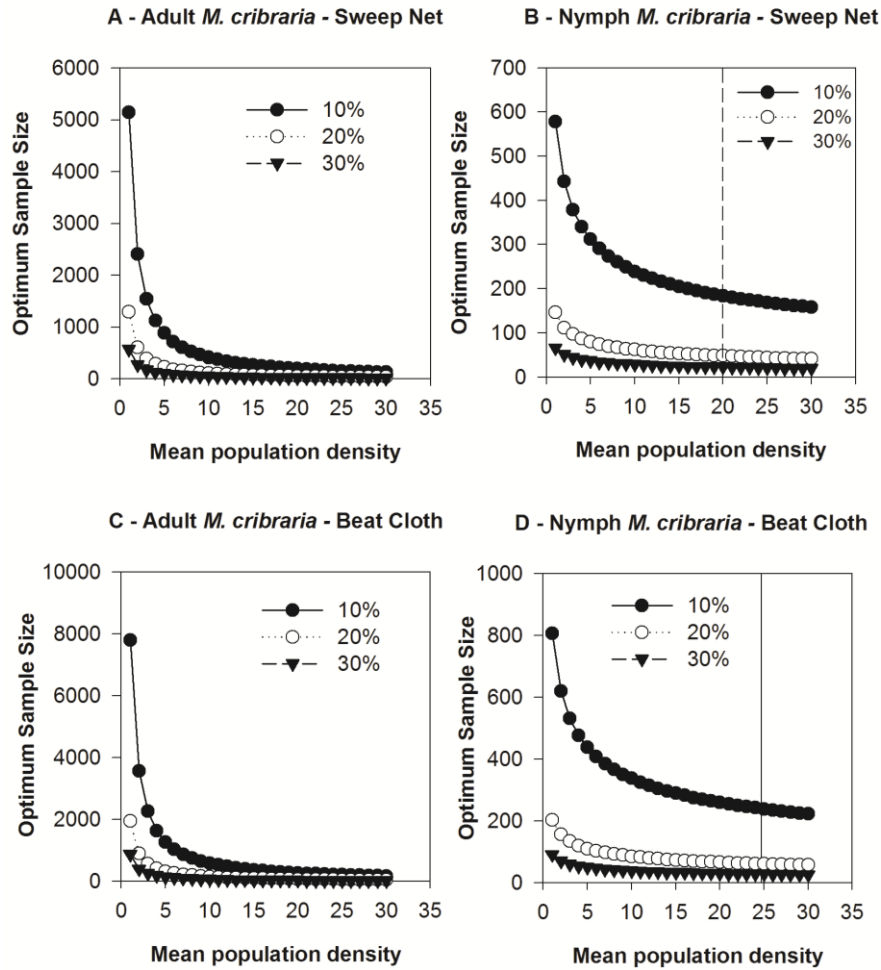 A - Adult M. cribraria - Sweep Net
6000
5000
4000
3000
2000
1000
0
Optimum Sample Size
10%
20%
30%
0 5 10 15 20 25 30 35
Mean population density
B - Nymph M. cribraria - Sweep Net
700
600
500
400
300
200
100
0
Optimum Sample Size
10%
20%
30%
0 5 10 15 20 25 30 35
Mean population density
C - Adult M. cribraria - Beat Cloth
10000
8000
6000
4000
2000
0
Optimum Sample Size
10%
20%
30%
0 5 10 15 20 25 30 35
Mean population density
D - Nymph M. cribraria - Beat Cloth
1000
800
600
400
200
0
Optimum Sample Size
10%
20%
30%
0 5 10 15 20 25 30 35
Mean population density